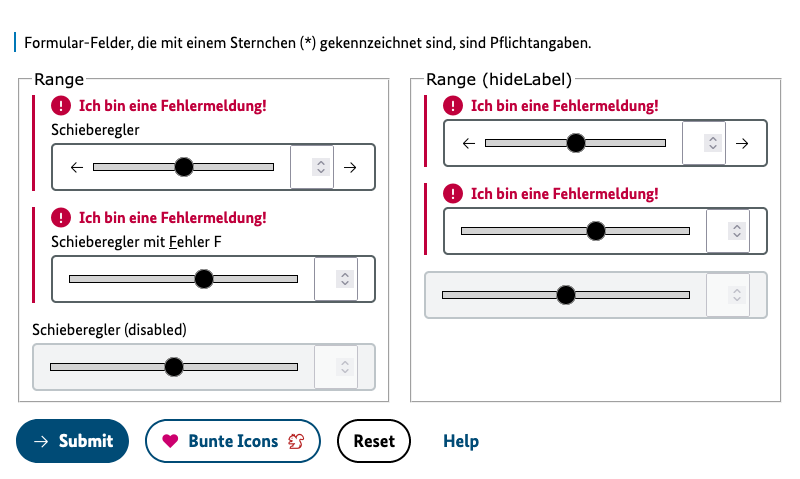 Formular-Felder, die mit einem Sternchen (*) gekennzeichnet sind, sind Pflichtangaben.
Range
Ich bin eine Fehlermeldung!
Schieberegler
Ich bin eine Fehlermeldung!
Schieberegler mit Fehler F
Schieberegler (disabled)
Range (hideLabel)
Ich bin eine Fehlermeldung!
Ich bin eine Fehlermeldung!
Submit
Bunte Icons
Reset
Help